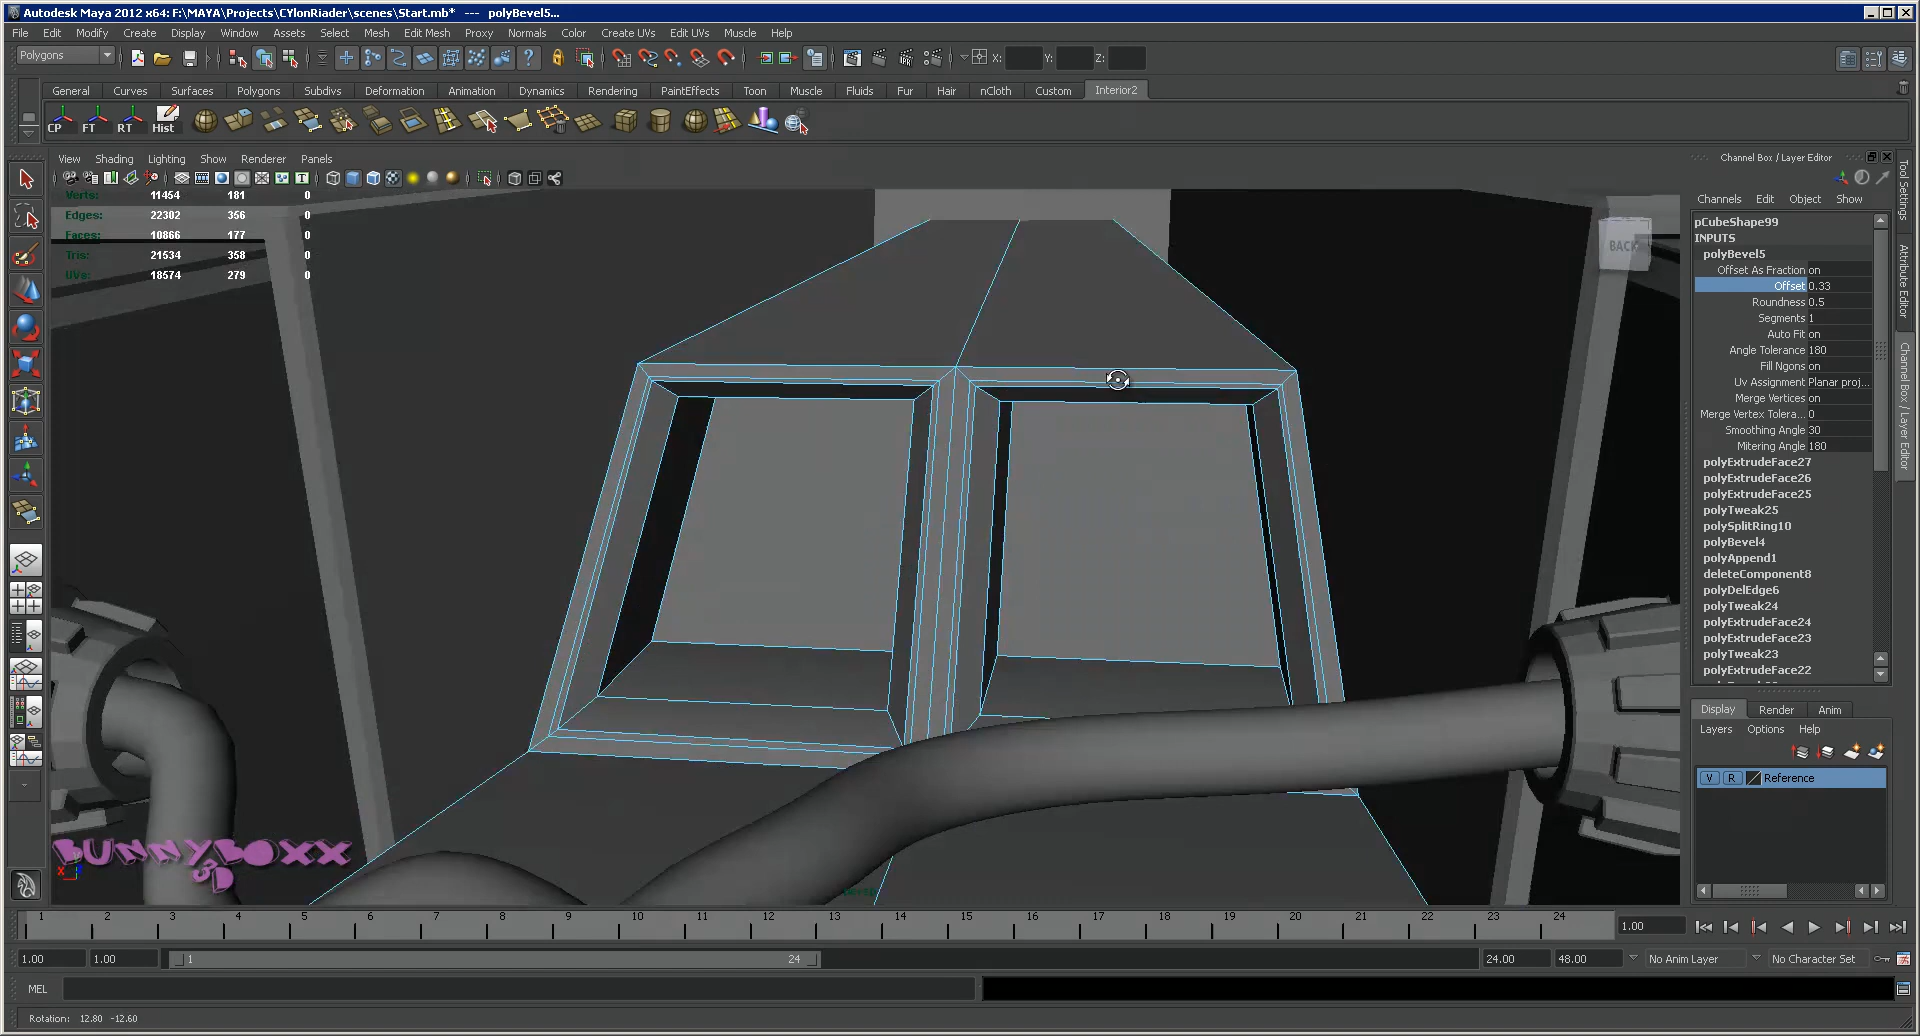 Autodesk Maya 2012 x64: F:\MAYA\Projects\CYlonRiader\scenes\Start.mb* --- polyBevel5...
File Edit Modify Create Display Window Assets Select Mesh Edit Mesh Proxy Normals Color Create UVs Edit UVs Muscle Help
Polygons X: Y: Z:
General Curves Surfaces Polygons Subdivs Deformation Animation Dynamics Rendering PaintEffects Toon Muscle Fluids Fur Hair nCloth Custom Interior2
CP FT RT Hist
View Shading Lighting Show Renderer Panels
Channel Box / Layer Editor
Verts: 11454 181 0
Edges: 22302 356 0
Faces: 10866 177 0
Tris: 21534 358 0
UVs: 18574 279 0
BACK
Channels Edit Object Show
pCubeShape99
INPUTS
polyBevel5
Offset As Fraction on
Offset 0.33
Roundness 0.5
Segments 1
Auto Fit on
Angle Tolerance 180
Fill Ngons on
Uv Assignment Planar proj...
Merge Vertices on
Merge Vertex Tolera... 0
Smoothing Angle 30
Mitering Angle 180
polyExtrudeFace27
polyExtrudeFace26
polyExtrudeFace25
polyTweak25
polySplitRing10
polyBevel4
polyAppend1
deleteComponent8
polyDelEdge6
polyTweak24
polyExtrudeFace24
polyExtrudeFace23
polyTweak23
polyExtrudeFace22
Tool Settings
Attribute Editor
Channel Box / Layer Editor
Display Render Anim
Layers Options Help
V R Reference
BUNNYBOXX
3D
X
1 2 3 4 5 6 7 8 9 10 11 12 13 14 15 16 17 18 19 20 21 22 23 24
1.00
1.00 1.00 1 24 24.00 48.00 No Anim Layer No Character Set
MEL
Rotation: 12.80 -12.60